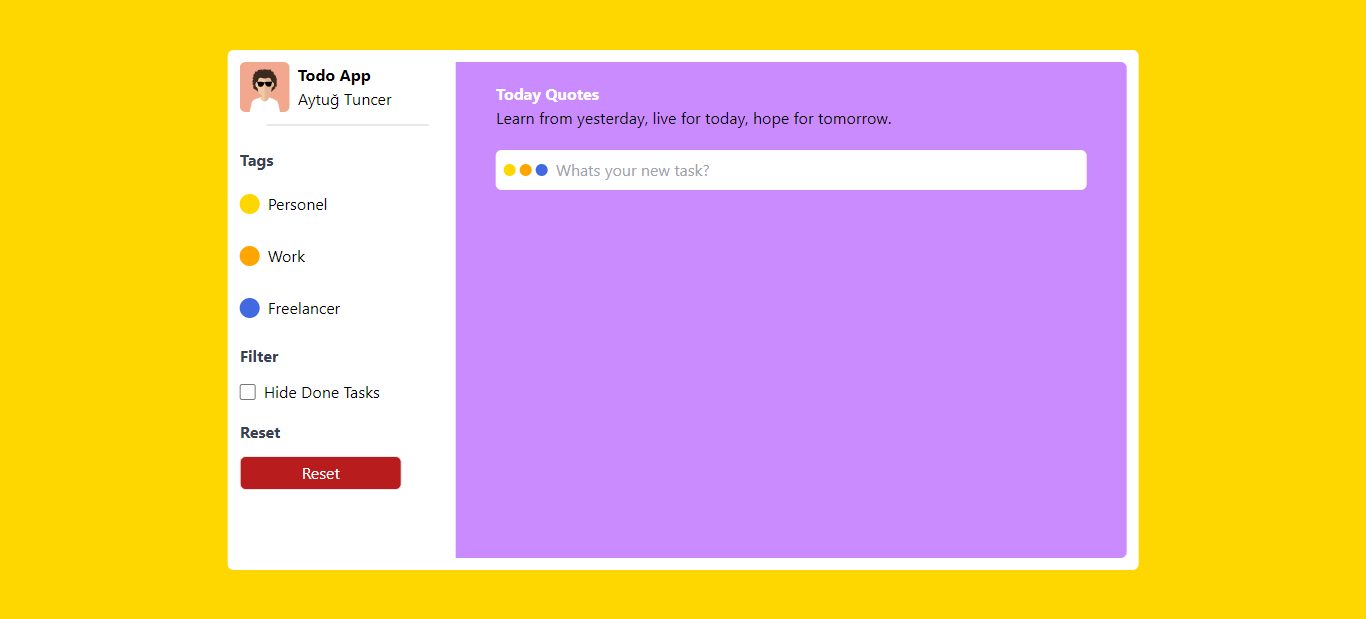 Todo App
Aytuğ Tuncer
Tags
Personel
Work
Freelancer
Filter
Hide Done Tasks
Reset
Reset
Today Quotes
Learn from yesterday, live for today, hope for tomorrow.
Whats your new task?